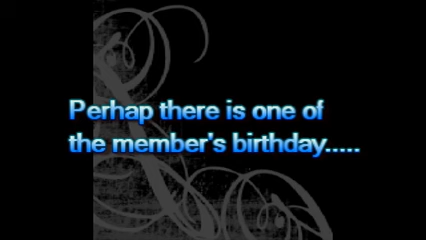 Perhap there is one of
the member's birthday.....